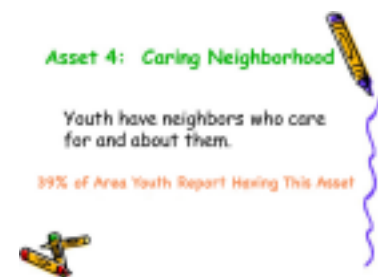 Asset 4: Caring Neighborhood
Youth have neighbors who care
for and about them.
39% of Area Youth Report Having This Asset